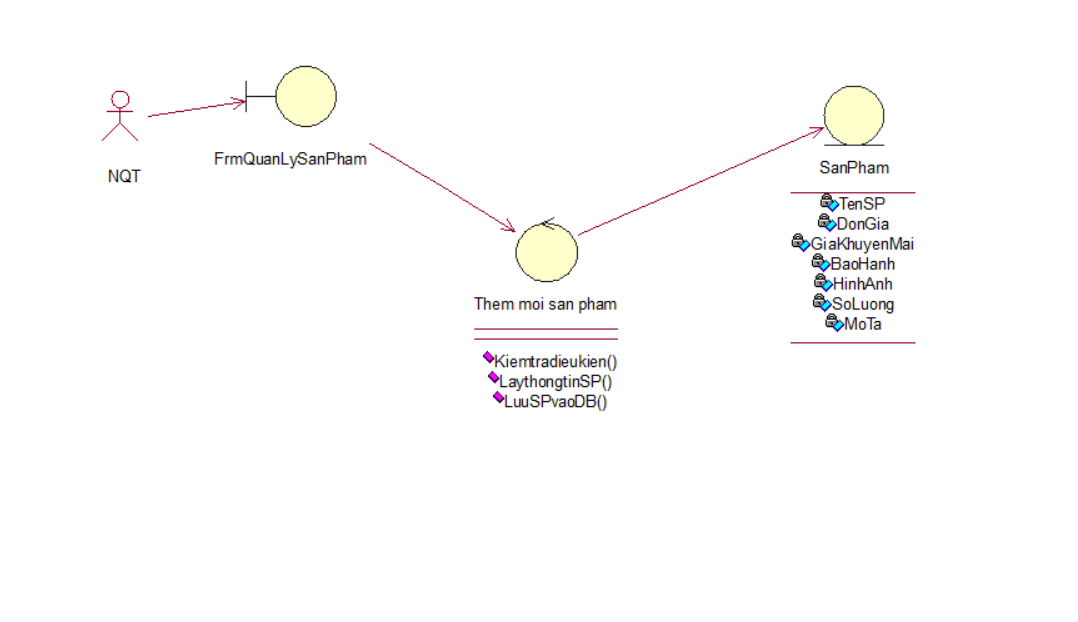 NQT
FrmQuanLySanPham
Them moi san pham
Kiemtradieukien()
LaythongtinSP()
LuuSPvaoDB()
SanPham
TenSP
DonGia
GiaKhuyenMai
BaoHanh
HinhAnh
SoLuong
MoTa